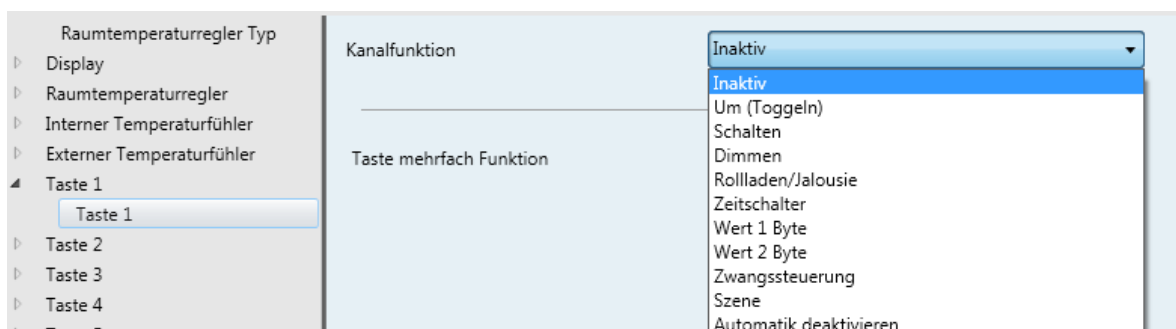 Raumtemperaturregler Typ
Display
Raumtemperaturregler
Interner Temperaturfühler
Externer Temperaturfühler
Taste 1
Taste 1
Taste 2
Taste 3
Taste 4
Kanalfunktion
Inaktiv
Inaktiv
Um (Toggeln)
Schalten
Dimmen
Rollladen/Jalousie
Zeitschalter
Wert 1 Byte
Wert 2 Byte
Zwangssteuerung
Szene
Automatik deaktivieren
Taste mehrfach Funktion